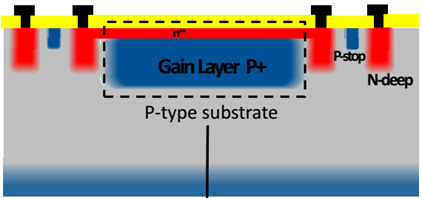 n++
Gain Layer P+
P-stop
N-deep
P-type substrate